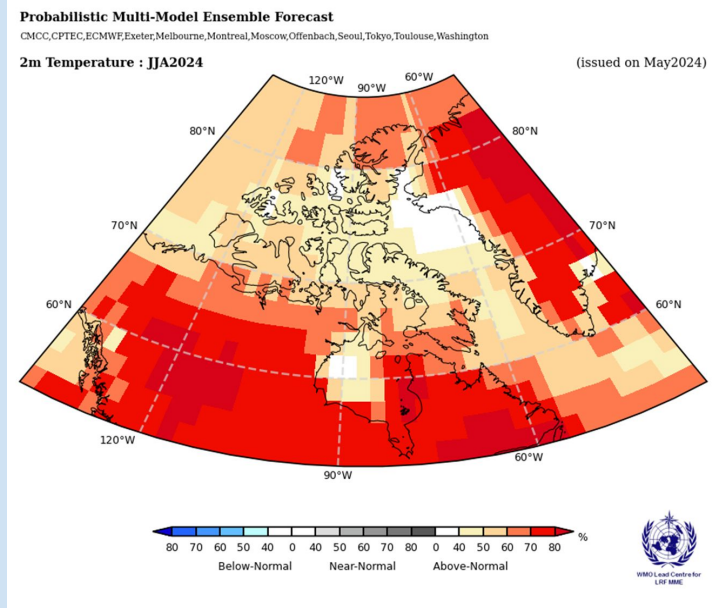 Probabilistic Multi-Model Ensemble Forecast
CMCC,CPTEC,ECMWF,Exeter,Melbourne,Montreal,Moscow,Offenbach,Seoul,Tokyo,Toulouse,Washington
2m Temperature : JJA2024 (issued on May2024)
120°W 90°W 60°W
80°N 80°N
70°N 70°N
60°N 60°N
120°W 90°W 60°W
80 70 60 50 40 0 40 50 60 70 80 0 40 50 60 70 80 %
Below-Normal Near-Normal Above-Normal
WMO Lead Centre for
LRF MME